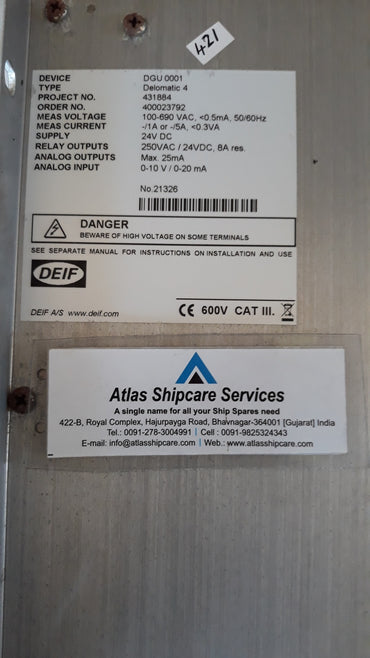 421
DEVICE DGU 0001
TYPE Delomatic 4
PROJECT NO. 431884
ORDER NO. 400023792
MEAS VOLTAGE 100-690 VAC, <0.5mA, 50/60Hz
MEAS CURRENT -/1A or -/5A, <0.3VA
SUPPLY 24V DC
RELAY OUTPUTS 250VAC / 24VDC, 8A res.
ANALOG OUTPUTS Max. 25mA
ANALOG INPUT 0-10 V / 0-20 mA
No.21326
DANGER
BEWARE OF HIGH VOLTAGE ON SOME TERMINALS
SEE SEPARATE MANUAL FOR INSTRUCTIONS ON INSTALLATION AND USE
DEIF
DEIF A/S www.deif.com CE 600V CAT III.
Atlas Shipcare Services
A single name for all your Ship Spares need
422-B, Royal Complex, Hajurpayga Road, Bhavnagar-364001 [Gujarat] India
Tel.: 0091-278-3004991 | Cell : 0091-9825324343
E-mail: info@atlasshipcare.com | Web.: www.atlasshipcare.com